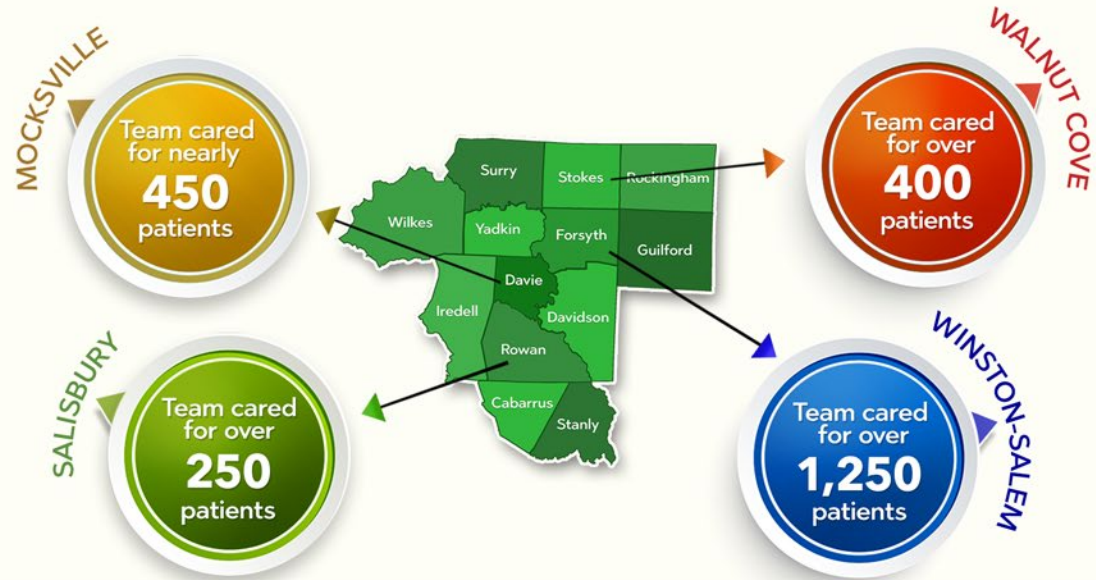 MOCKSVILLE
Team cared
for nearly
450
patients
WALNUT COVE
Team cared
for over
400
patients
Surry
Stokes
Rockingham
Wilkes
Yadkin
Forsyth
Guilford
Davie
Iredell
Davidson
Rowan
Cabarrus
Stanly
SALISBURY
Team cared
for over
250
patients
WINSTON-SALEM
Team cared
for over
1,250
patients